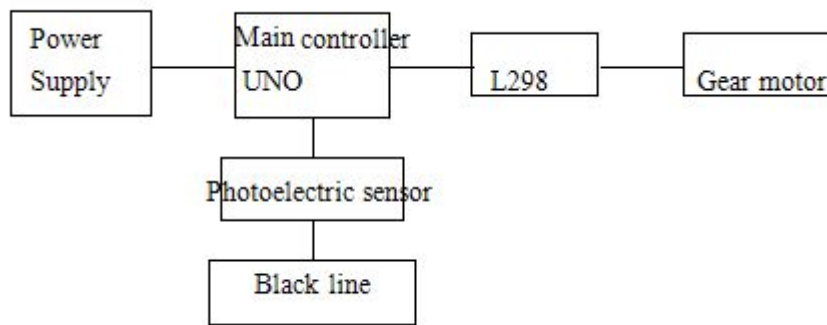 Power
Supply
Main controller
UNO
L298
Gear motor
Photoelectric sensor
Black line